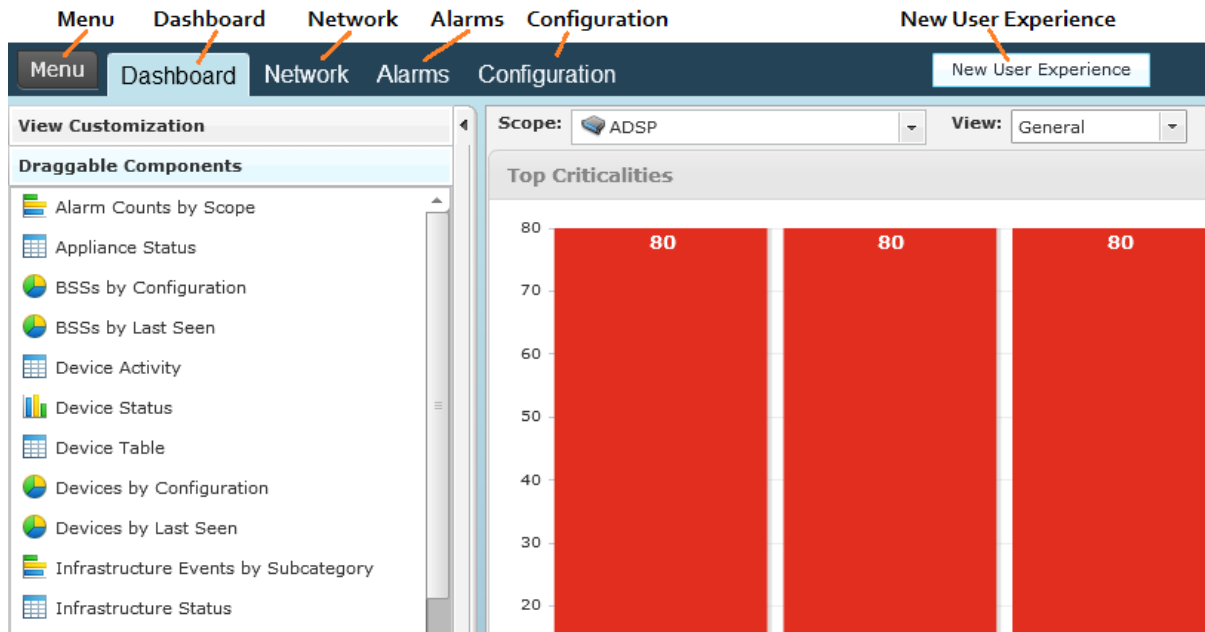 Menu Dashboard Network Alarms Configuration New User Experience
Menu Dashboard Network Alarms Configuration New User Experience
View Customization
Draggable Components
Alarm Counts by Scope
Appliance Status
BSSs by Configuration
BSSs by Last Seen
Device Activity
Device Status
Device Table
Devices by Configuration
Devices by Last Seen
Infrastructure Events by Subcategory
Infrastructure Status
Scope: ADSP View: General
Top Criticalities
80
70
60
50
40
30
20
80 80 80